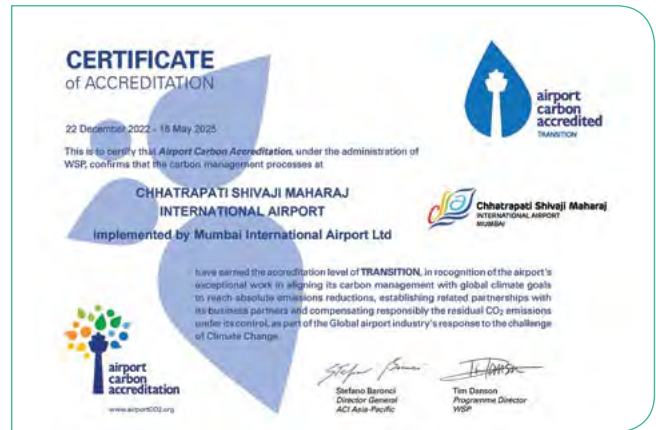 CERTIFICATE
of ACCREDITATION
airport
carbon
accredited
TRANSITION
22 December 2022 - 16 May 2025
This is to certify that Airport Carbon Accreditation, under the administration of
WSP, confirms that the carbon management processes at
CHHATRAPATI SHIVAJI MAHARAJ
INTERNATIONAL AIRPORT
Chhatrapati Shivaji Maharaj
INTERNATIONAL AIRPORT
MUMBAI
implemented by Mumbai International Airport Ltd
have earned the accreditation level of TRANSITION, in recognition of the airport's
exceptional work in aligning its carbon management with global climate goals
to reach absolute emissions reductions, establishing related partnerships with
its business partners and compensating responsibly the residual CO2 emissions
under its control, as part of the Global airport industry's response to the challenge
of Climate Change.
airport
carbon
accreditation
www.airportCO2.org
Stefano Baronci
Director General
ACI Asia-Pacific
Tim Danson
Programme Director
WSP